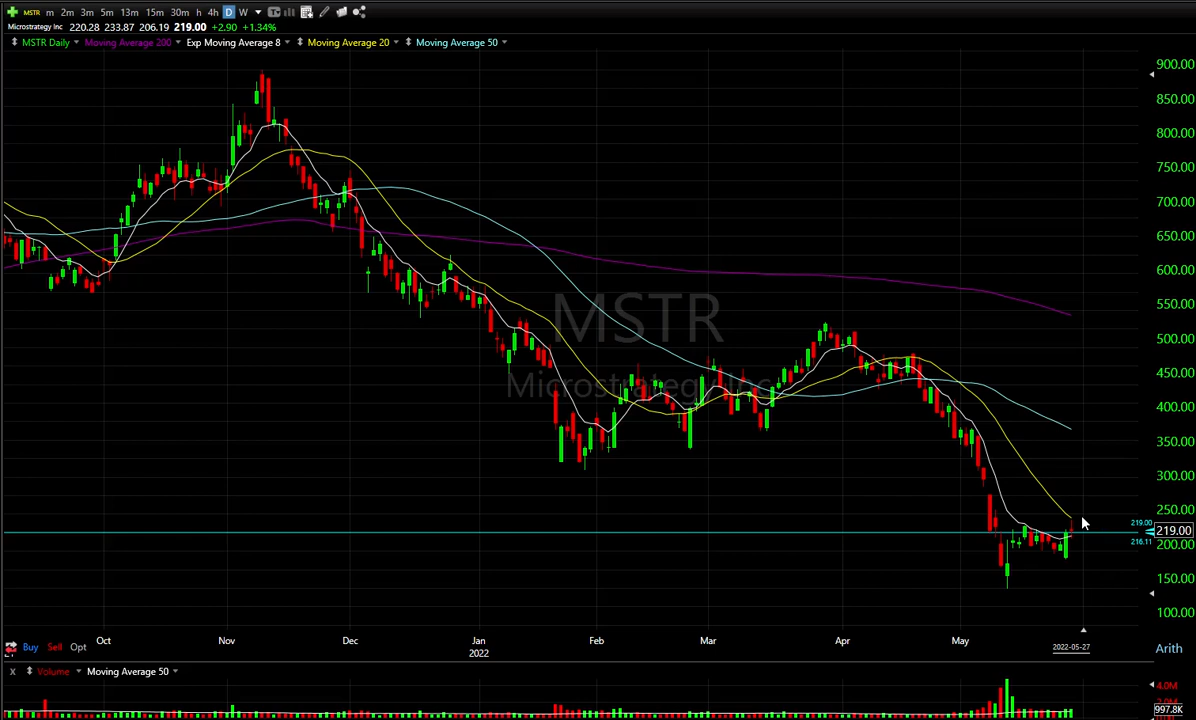 MSTR m 2m 3m 5m 13m 15m 30m h 4h D W
Microstrategy Inc 220.28 233.87 206.19 219.00 +2.90 +1.34%
MSTR Daily Moving Average 200 Exp Moving Average 8 Moving Average 20 Moving Average 50
900.00
850.00
800.00
750.00
700.00
650.00
600.00
550.00
500.00
450.00
400.00
350.00
300.00
250.00
219.00 219.00
216.11 200.00
150.00
100.00
MSTR
Microstrategy Inc
Oct Nov Dec Jan Feb Mar Apr May
2022
Buy Sell Opt
2022-05-27
Arith
X Volume Moving Average 50
4.0M
997.8K